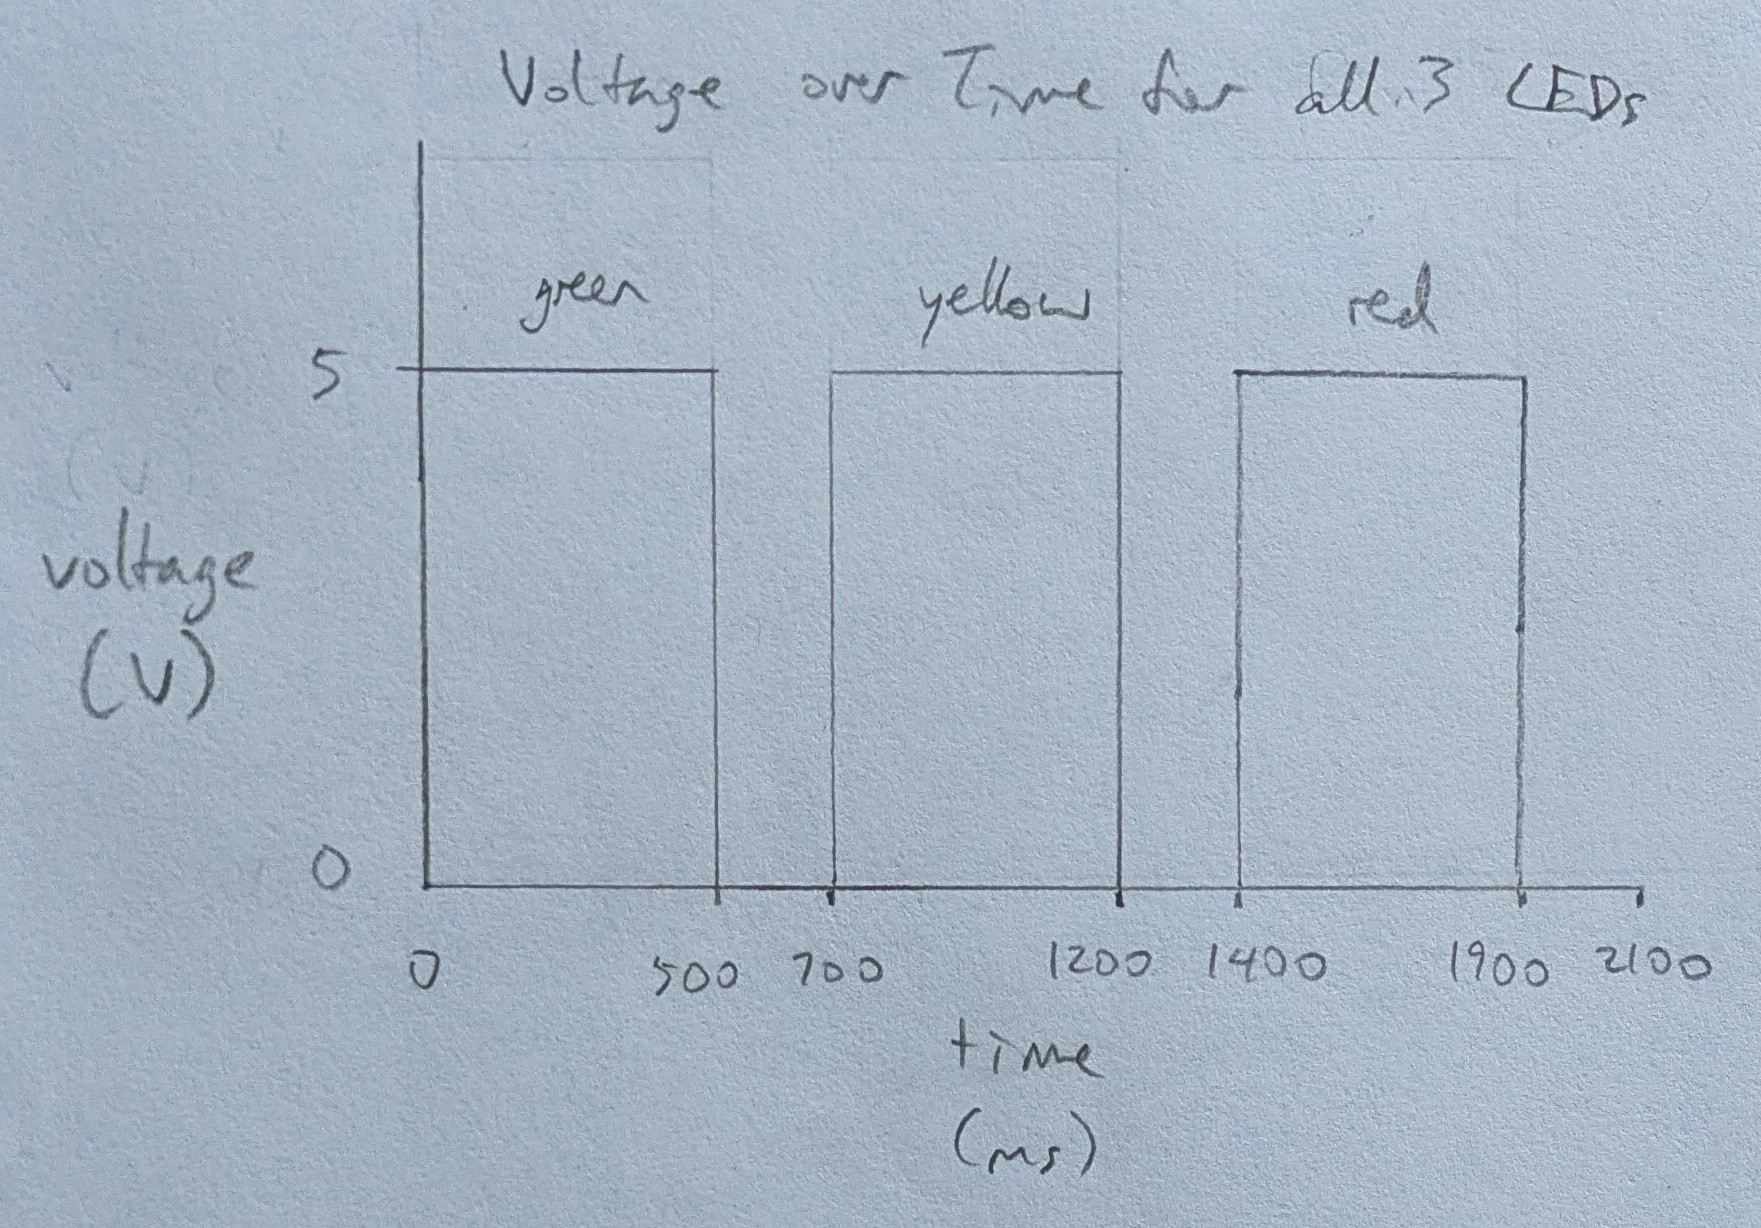 Voltage over Time for all 3 LEDs
green yellow red
5
voltage
(V)
0
0 500 700 1200 1400 1900 2100
time
(ms)